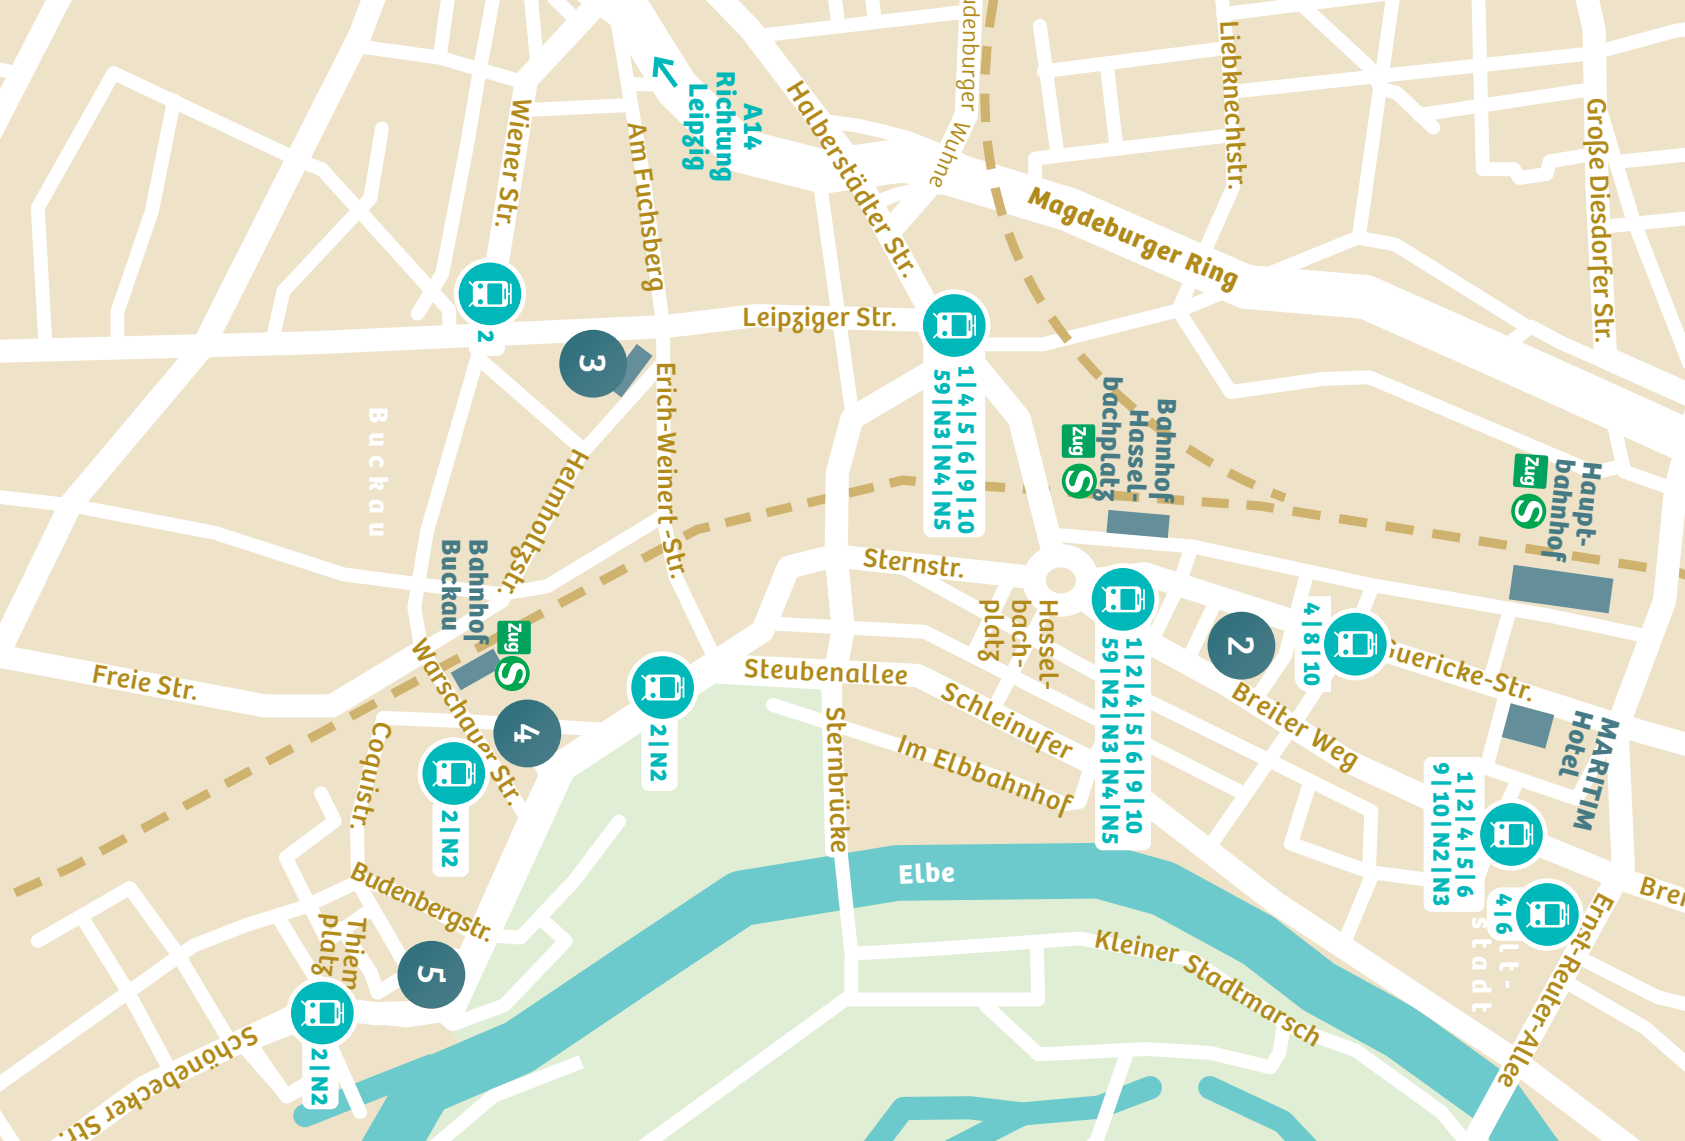 A14
Richtung
Leipzig
Wiener Str.
Am Fuchsberg
Halberstädter Str.
Wuhne
Liebknechtstr.
Große Diesdorfer Str.
Magdeburger Ring
Leipziger Str.
2
3
Erich-Weinert-Str.
1|4|5|6|9|10
59|N3|N4|N5
Bahnhof
Hassel-
bachplatz
Zug
S
Haupt-
bahnhof
Zug
S
Buckau
Helmholtzstr.
Bahnhof
Buckau
Zug
S
Freie Str.
Warschauer Str.
4
2|N2
2|N2
Coquistr.
Budenbergstr.
Thiem
platz
5
2|N2
Schönebecker Str.
Sternstr.
Hassel-
bach-
platz
Steubenallee
Schleinufer
Im Elbbahnhof
Sternbrücke
1|2|4|5|6|9|10
59|N2|N3|N4|N5
2
4|8|10
Breiter Weg
MARITIM
Hotel
1|2|4|5|6
9|10|N2|N3
4|6
stadt
Ernst-Reuter-Allee
Elbe
Kleiner Stadtmarsch